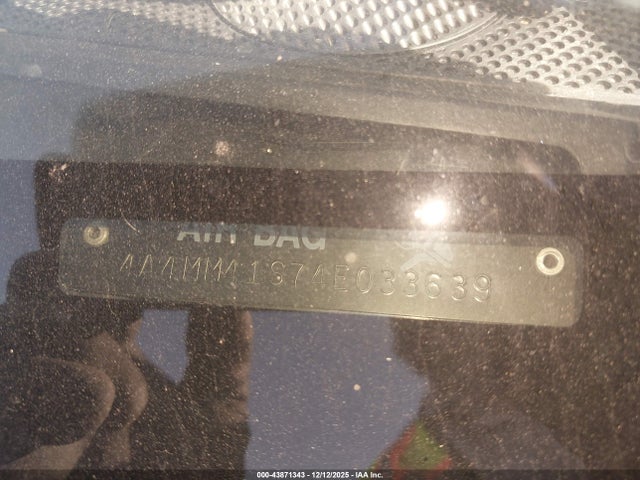 AIR BAG
4A4MM41S74E033639
000-43871343 - 12/12/2025 - IAA Inc.